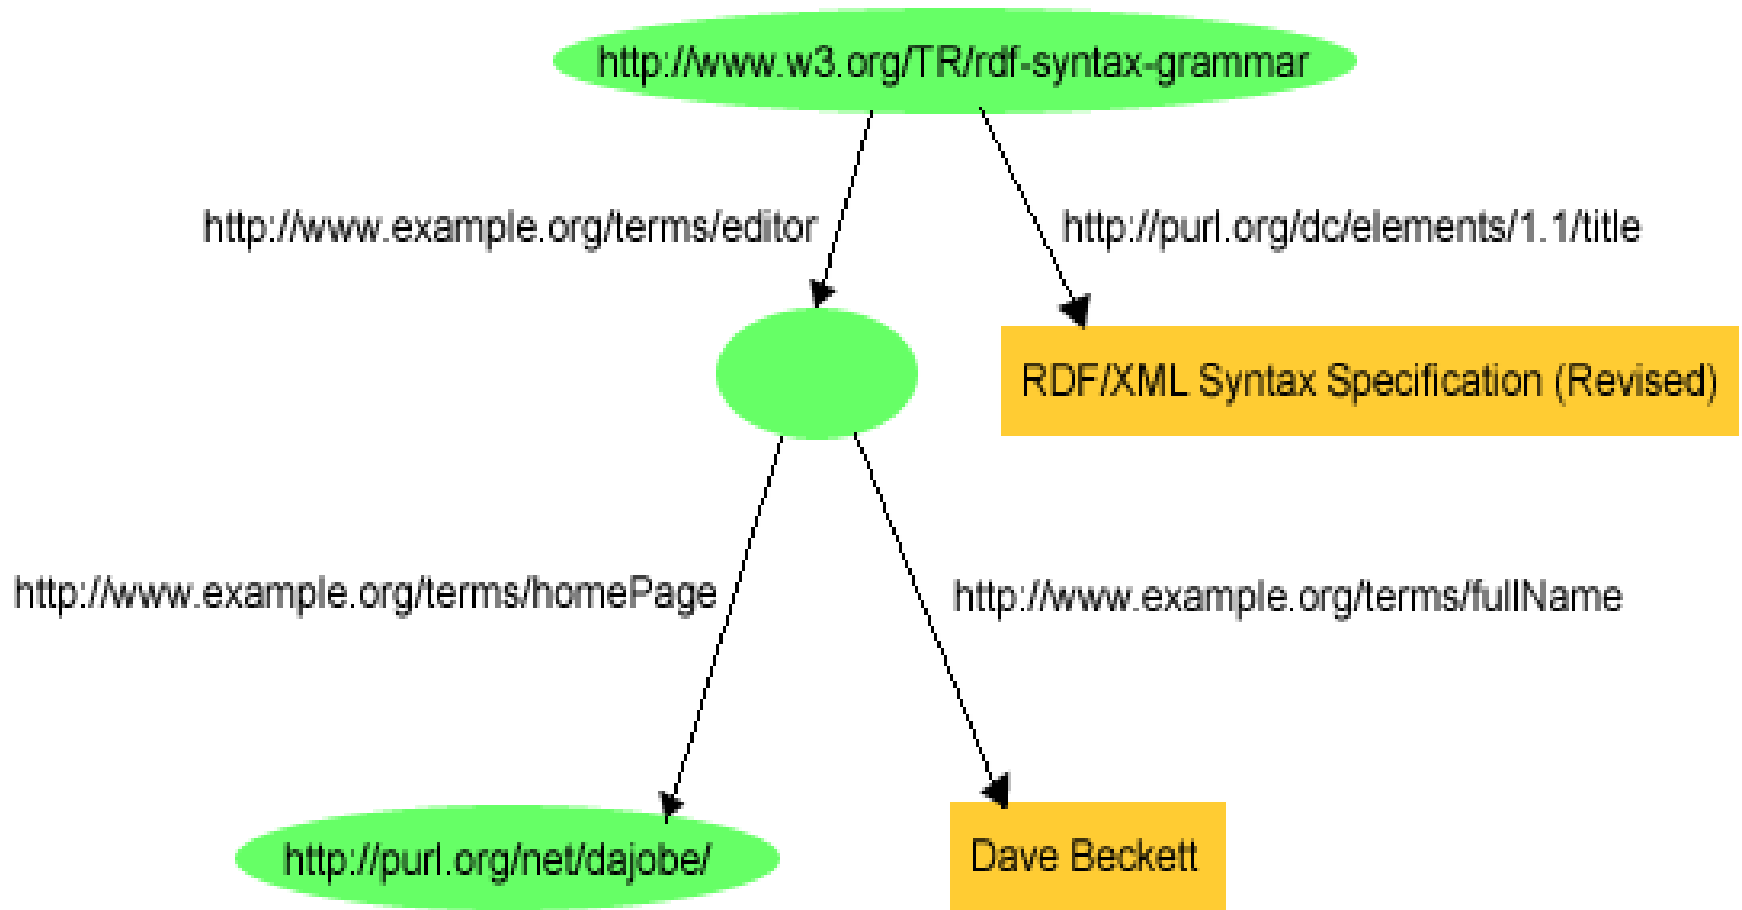 http://www.w3.org/TR/rdf-syntax-grammar
http://www.example.org/terms/editor
http://purl.org/dc/elements/1.1/title
RDF/XML Syntax Specification (Revised)
http://www.example.org/terms/homePage
http://www.example.org/terms/fullName
http://purl.org/net/dajobe/
Dave Beckett